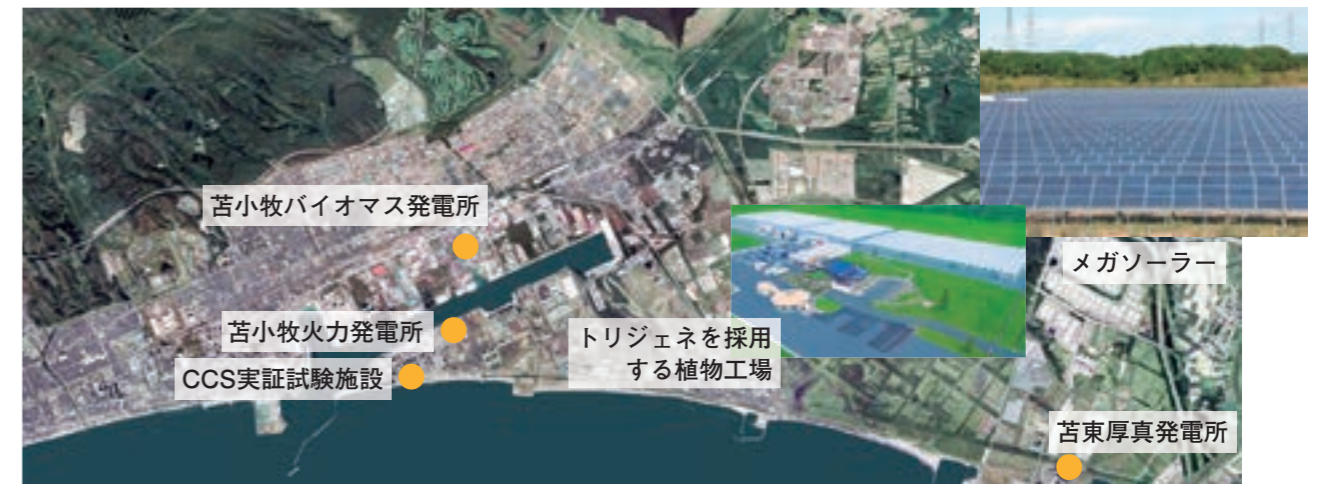 苫小牧バイオマス発電所
メガソーラー
苫小牧火力発電所
トリジェネを採用
する植物工場
CCS実証試験施設
苫東厚真発電所